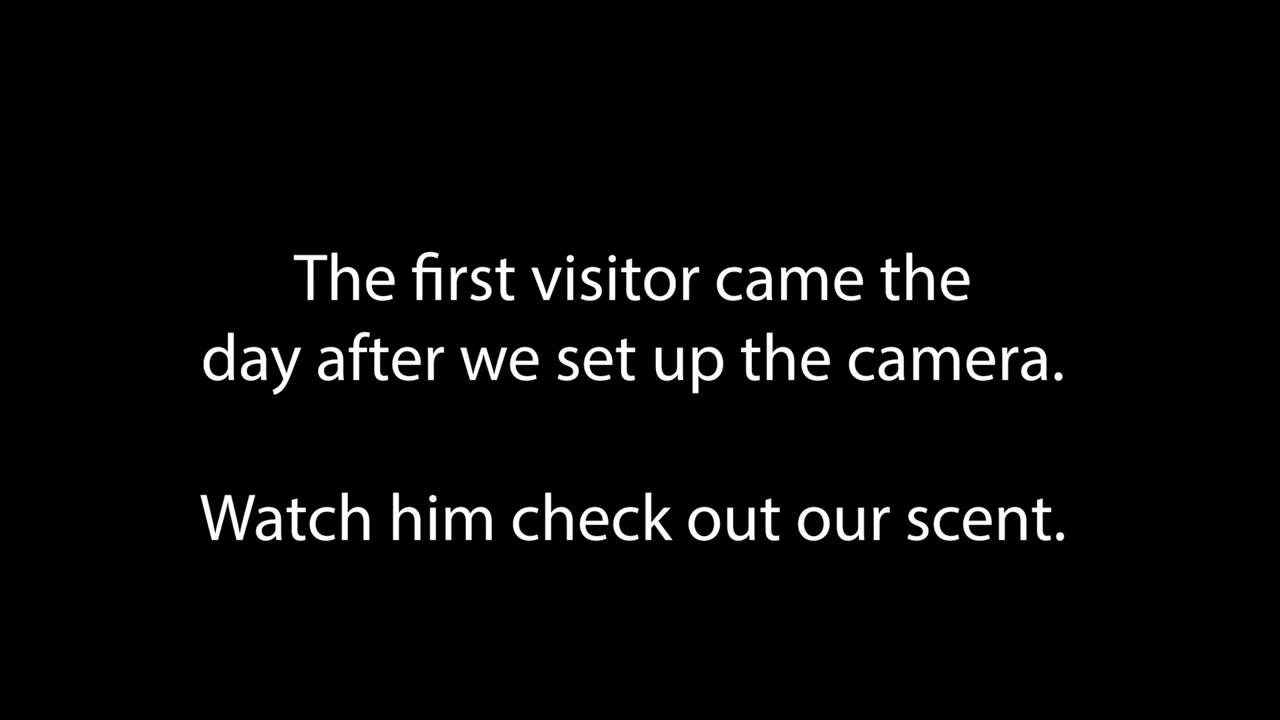 The first visitor came the
day after we set up the camera.
Watch him check out our scent.